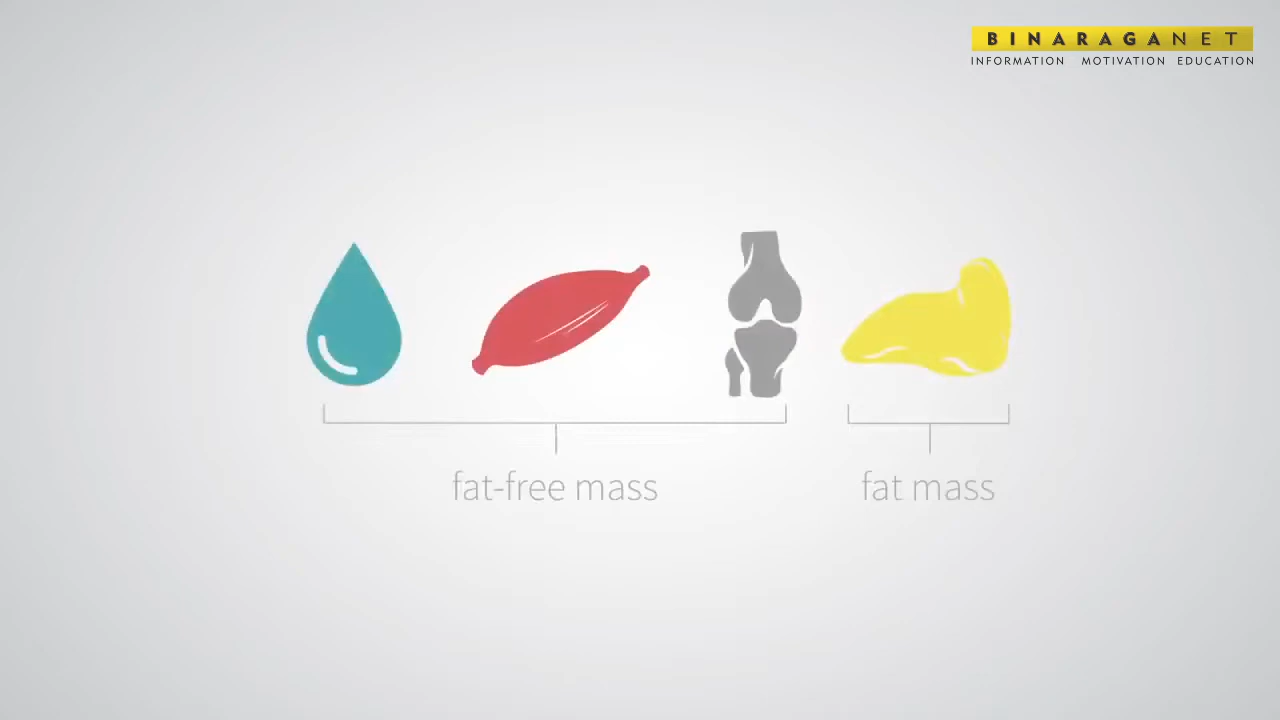 BINARAGANET
INFORMATION MOTIVATION EDUCATION
fat-free mass
fat mass